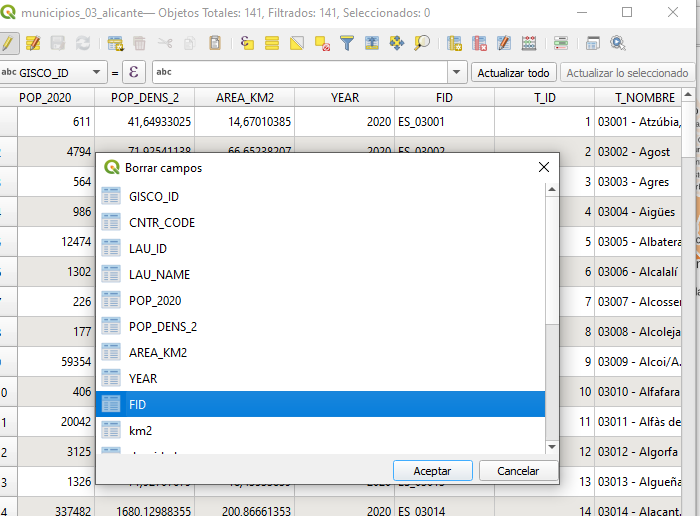 municipios_03_alicante— Objetos Totales: 141, Filtrados: 141, Seleccionados: 0
abc GISCO_ID = ε abc Actualizar todo Actualizar lo seleccionado
POP_2020 POP_DENS_2 AREA_KM2 YEAR FID T_ID T_NOMBRE
611 41,64933025 14,67010385 2020 ES_03001 1 03001 - Atzúbia,
4794 71,92541138 66,65238207 2020 ES_03002 2 03002 - Agost
564 3 03003 - Agres
986 4 03004 - Aigües
12474 5 03005 - Albatera
1302 6 03006 - Alcalalí
226 7 03007 - Alcosser
177 8 03008 - Alcoleja
59354 9 03009 - Alcoi/A
406 10 03010 - Alfafara
20042 11 03011 - Alfàs de
3125 12 03012 - Algorfa
1326 13 03013 - Algueña
337482 1680,12988355 200,86661353 2020 ES_03014 14 03014 - Alacant
Borrar campos
GISCO_ID
CNTR_CODE
LAU_ID
LAU_NAME
POP_2020
POP_DENS_2
AREA_KM2
YEAR
FID
km2
Aceptar Cancelar